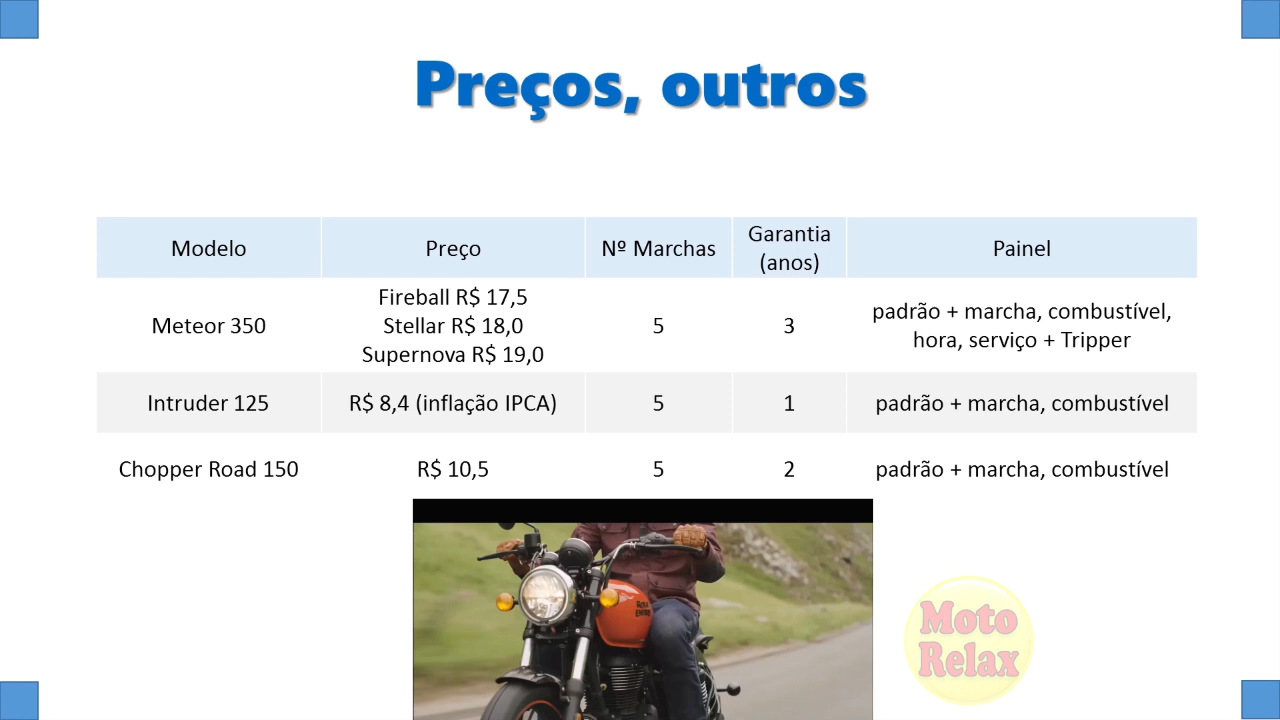 Preços, outros
Modelo
Preço
Nº Marchas
Garantia
(anos)
Painel
Meteor 350
Fireball R$ 17,5
Stellar R$ 18,0
Supernova R$ 19,0
5
3
padrão + marcha, combustível,
hora, serviço + Tripper
Intruder 125
R$ 8,4 (inflação IPCA)
5
1
padrão + marcha, combustível
Chopper Road 150
R$ 10,5
5
2
padrão + marcha, combustível
ROYAL
ENFIELD
Moto
Relax